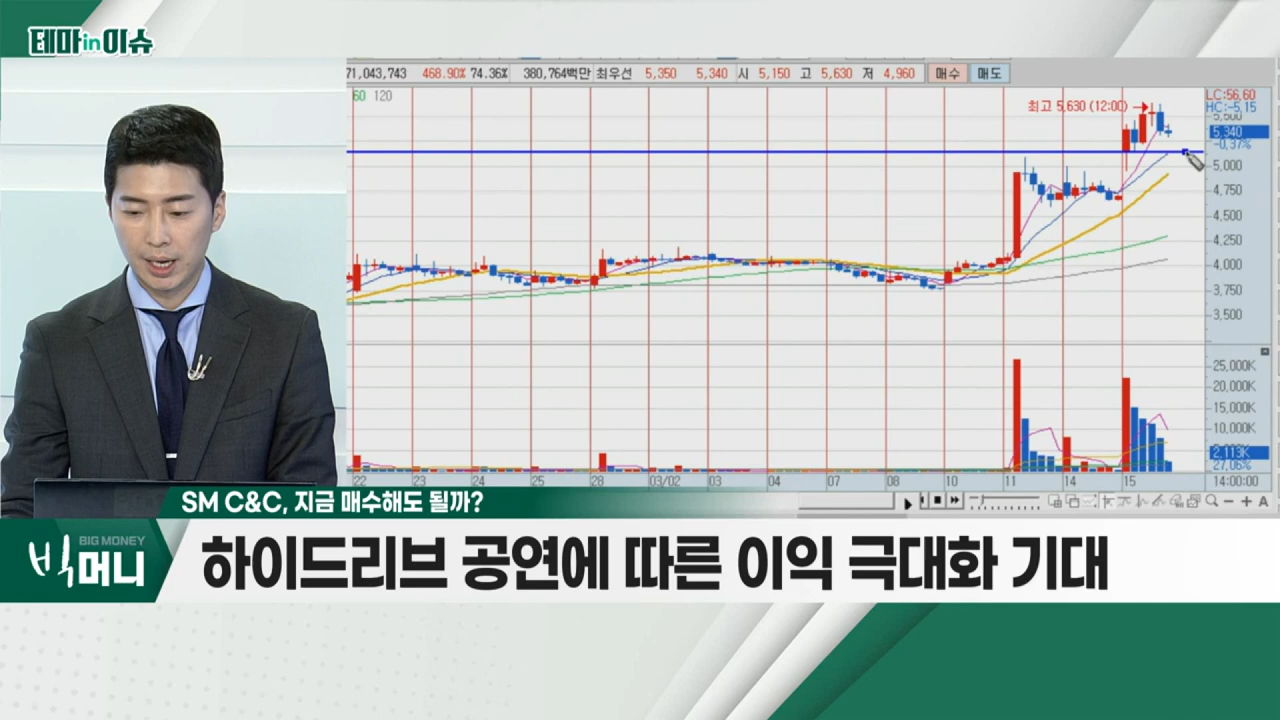 테마in이슈
71,043,743 468.90% 74.36% 380,764백만 최우선 5,350 5,340 시 5,150 고 5,630 저 4,960 매수 매도
60 120
LC:56,60
최고 5,630 (12:00)
HC:-5,15
5,500
5,340
-0,37%
5,000
4,750
4,500
4,250
4,000
3,750
3,500
25,000K
20,000K
15,000K
10,000K
2,113K
27,06%
22 23 24 25 28 03/02 03 04 07 08 10 11 14 15 14:00:00
SM C&C, 지금 매수해도 될까?
BIG MONEY
빅머니
하이드리브 공연에 따른 이익 극대화 기대